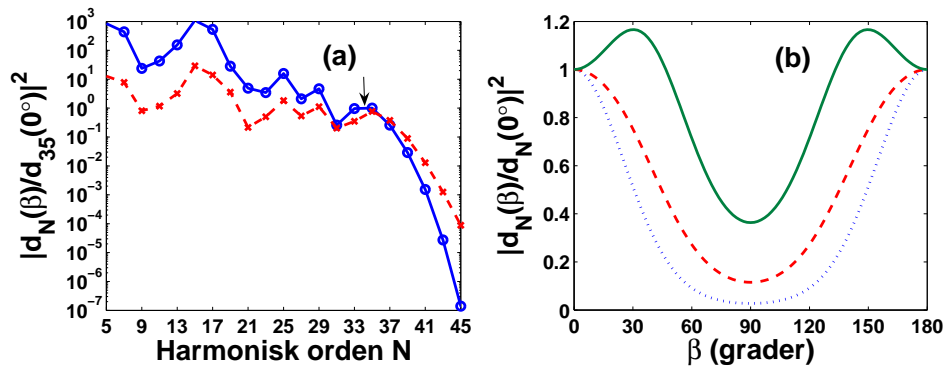 (a)
|d_N(β)/d_35(0°)|^2
10^3
10^2
10^1
10^0
10^-1
10^-2
10^-3
10^-4
10^-5
10^-6
10^-7
5 9 13 17 21 25 29 33 37 41 45
Harmonisk orden N
(b)
|d_N(β)/d_N(0°)|^2
1.2
1
0.8
0.6
0.4
0.2
0
0 30 60 90 120 150 180
β (grader)